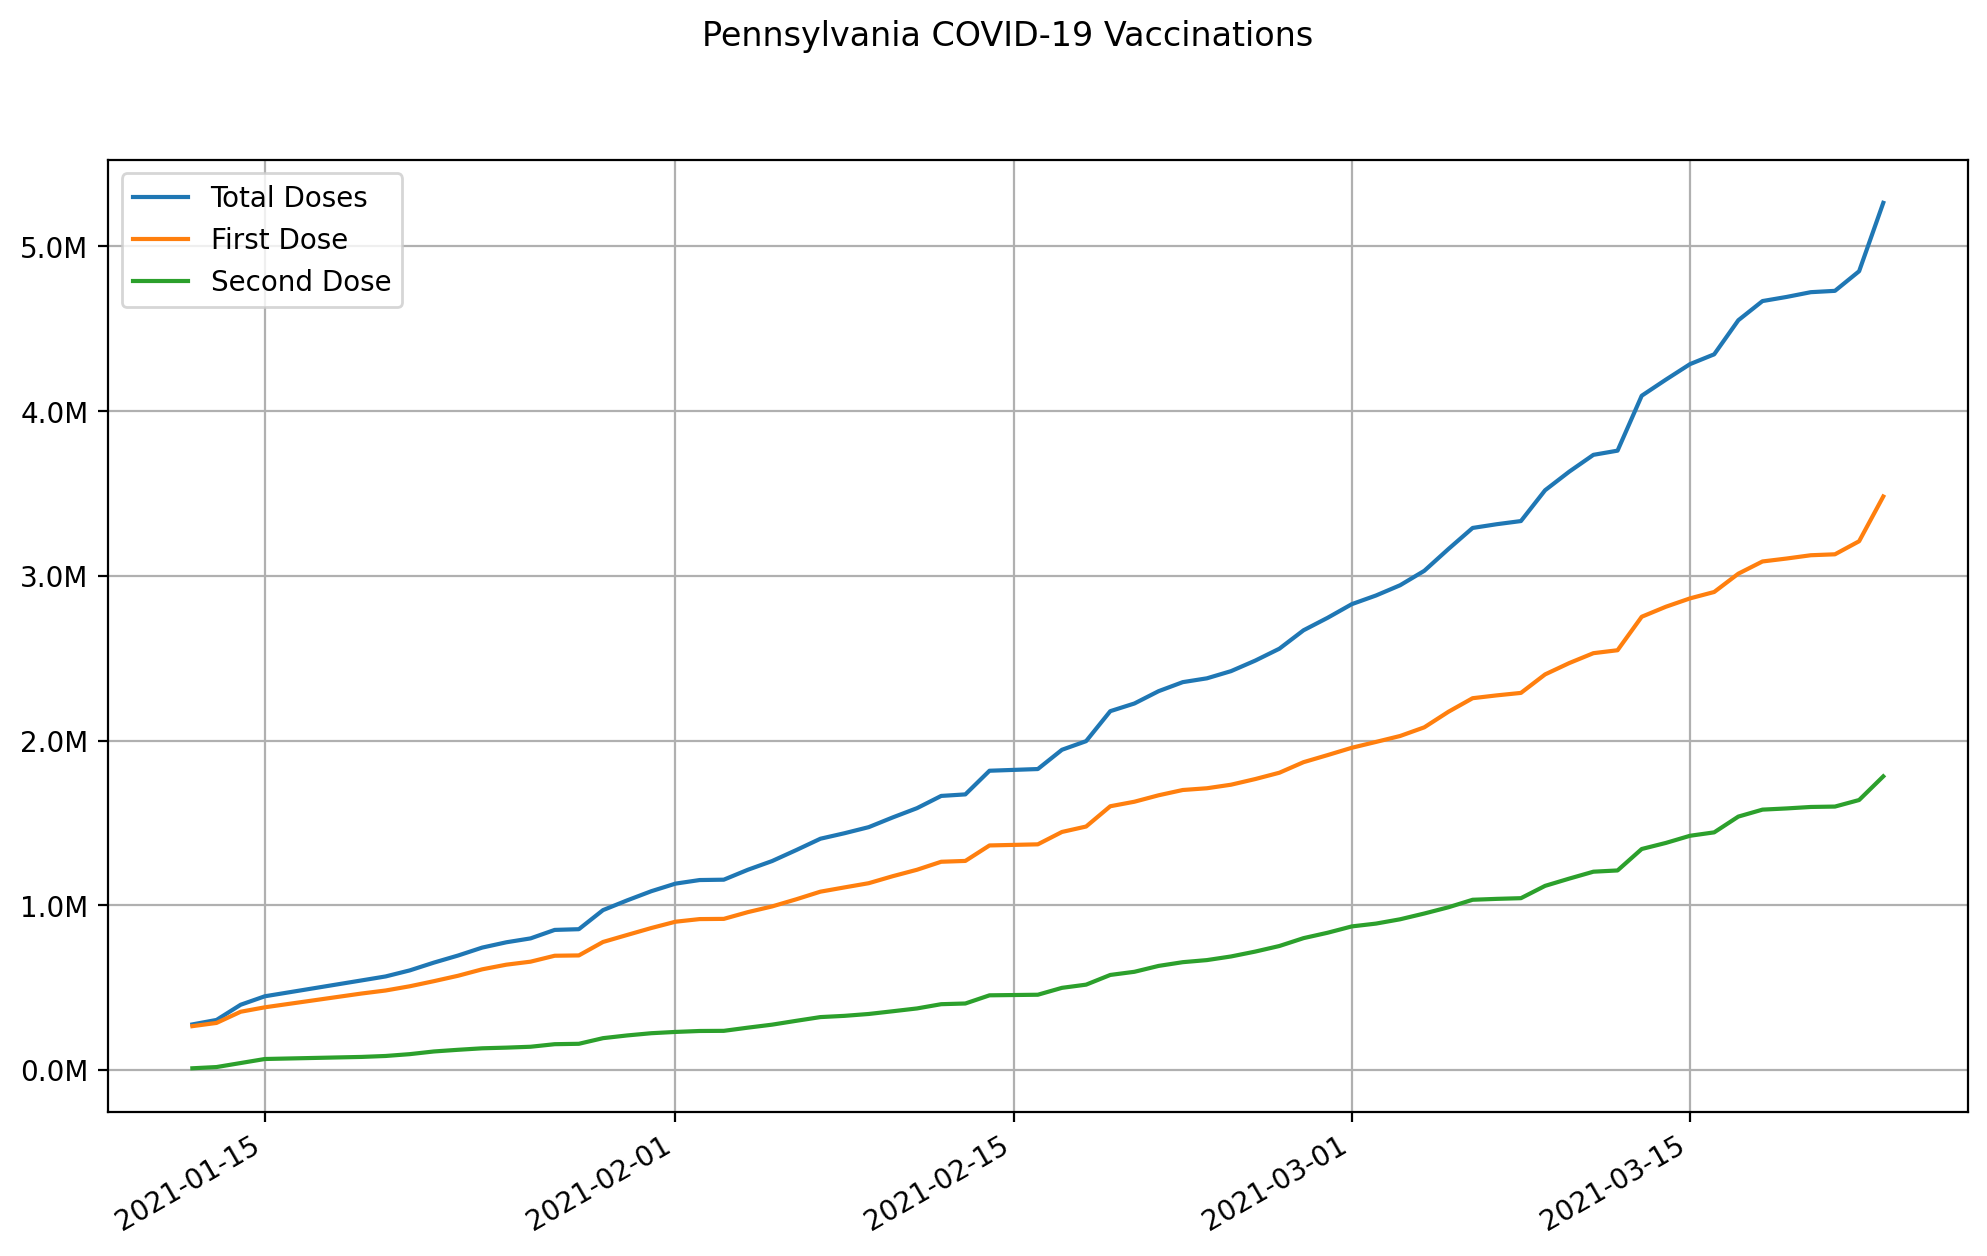 Pennsylvania COVID-19 Vaccinations
Total Doses
First Dose
Second Dose
5.0M
4.0M
3.0M
2.0M
1.0M
0.0M
2021-01-15
2021-02-01
2021-02-15
2021-03-01
2021-03-15